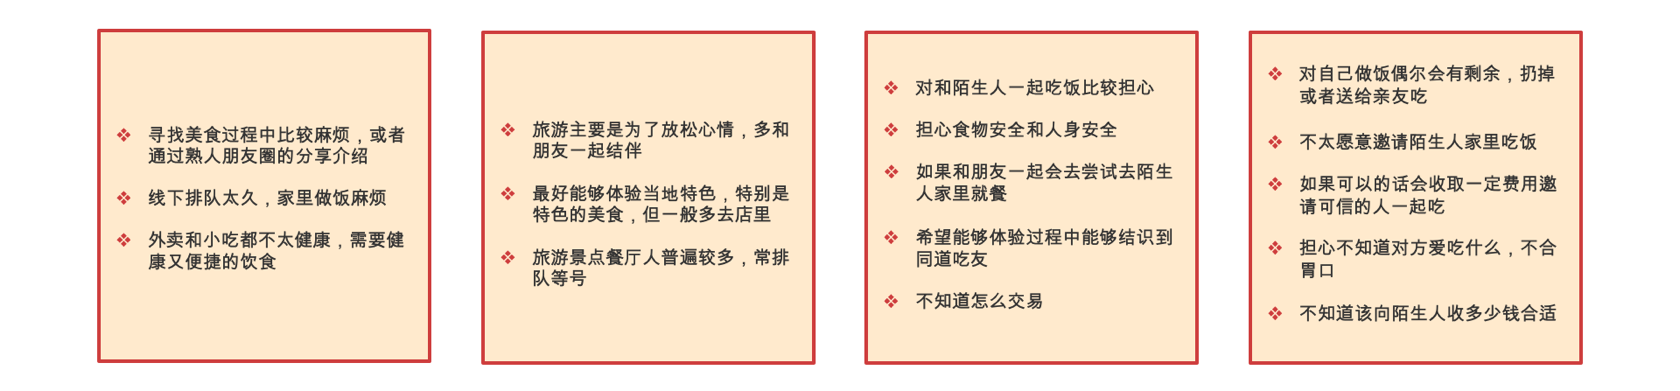 寻找美食过程中比较麻烦，或者
通过熟人朋友圈的分享介绍
线下排队太久，家里做饭麻烦
外卖和小吃都不太健康，需要健
康又便捷的饮食
旅游主要是为了放松心情，多和
朋友一起结伴
最好能够体验当地特色，特别是
特色的美食，但一般多去店里
旅游景点餐厅人普遍较多，常排
队等号
对和陌生人一起吃饭比较担心
担心食物安全和人身安全
如果和朋友一起会去尝试去陌生
人家里就餐
希望能够体验过程中能够结识到
同道吃友
不知道怎么交易
对自己做饭偶尔会有剩余，扔掉
或者送给亲友吃
不太愿意邀请陌生人家里吃饭
如果可以的话会收取一定费用邀
请可信的人一起吃
担心不知道对方爱吃什么，不合
胃口
不知道该向陌生人收多少钱合适